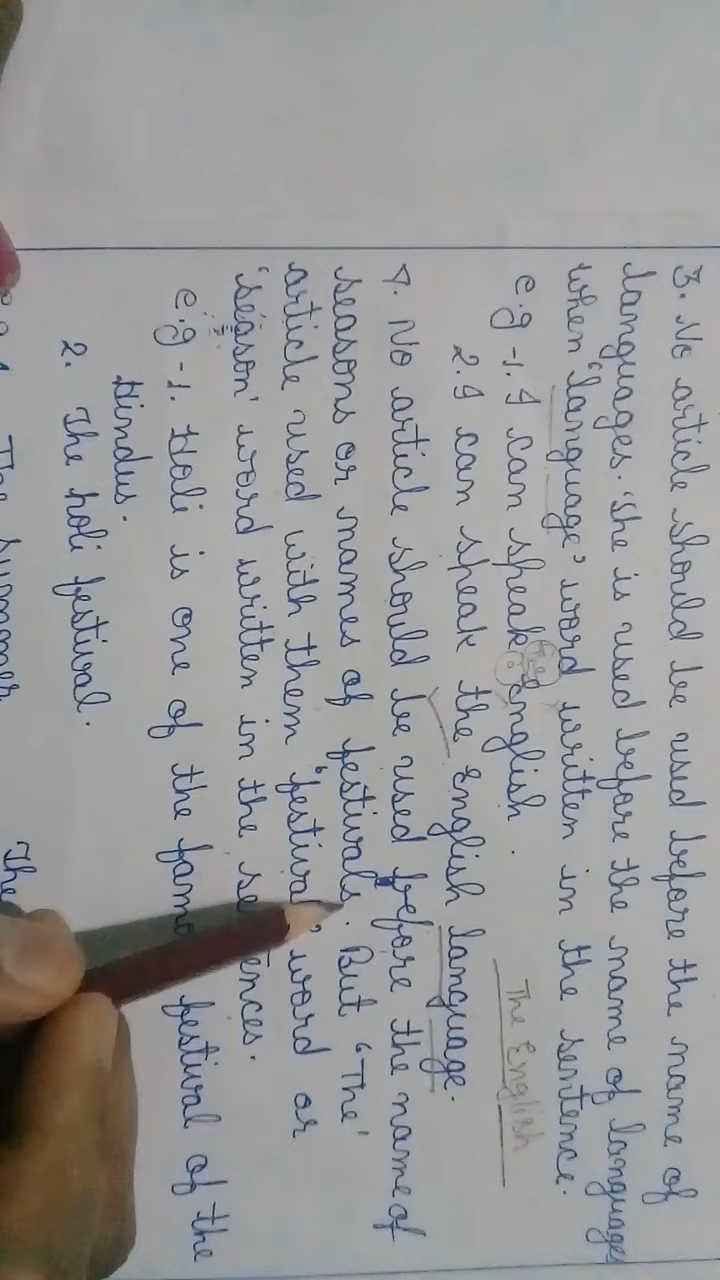 3. No article should be used before the name of
languages. The is used before the name of languages
when 'language' word written in the sentence.
e.g -1. I can speak English.
The English
2. I can speak the English language.
4. No article should be used before the name of
seasons or names of festivals. But 'The'
article used with them 'festival' word or
'season' word written in the sentences.
e.g -1. Holi is one of the famous festival of the
Hindus.
2. The holi festival.
The summer
The